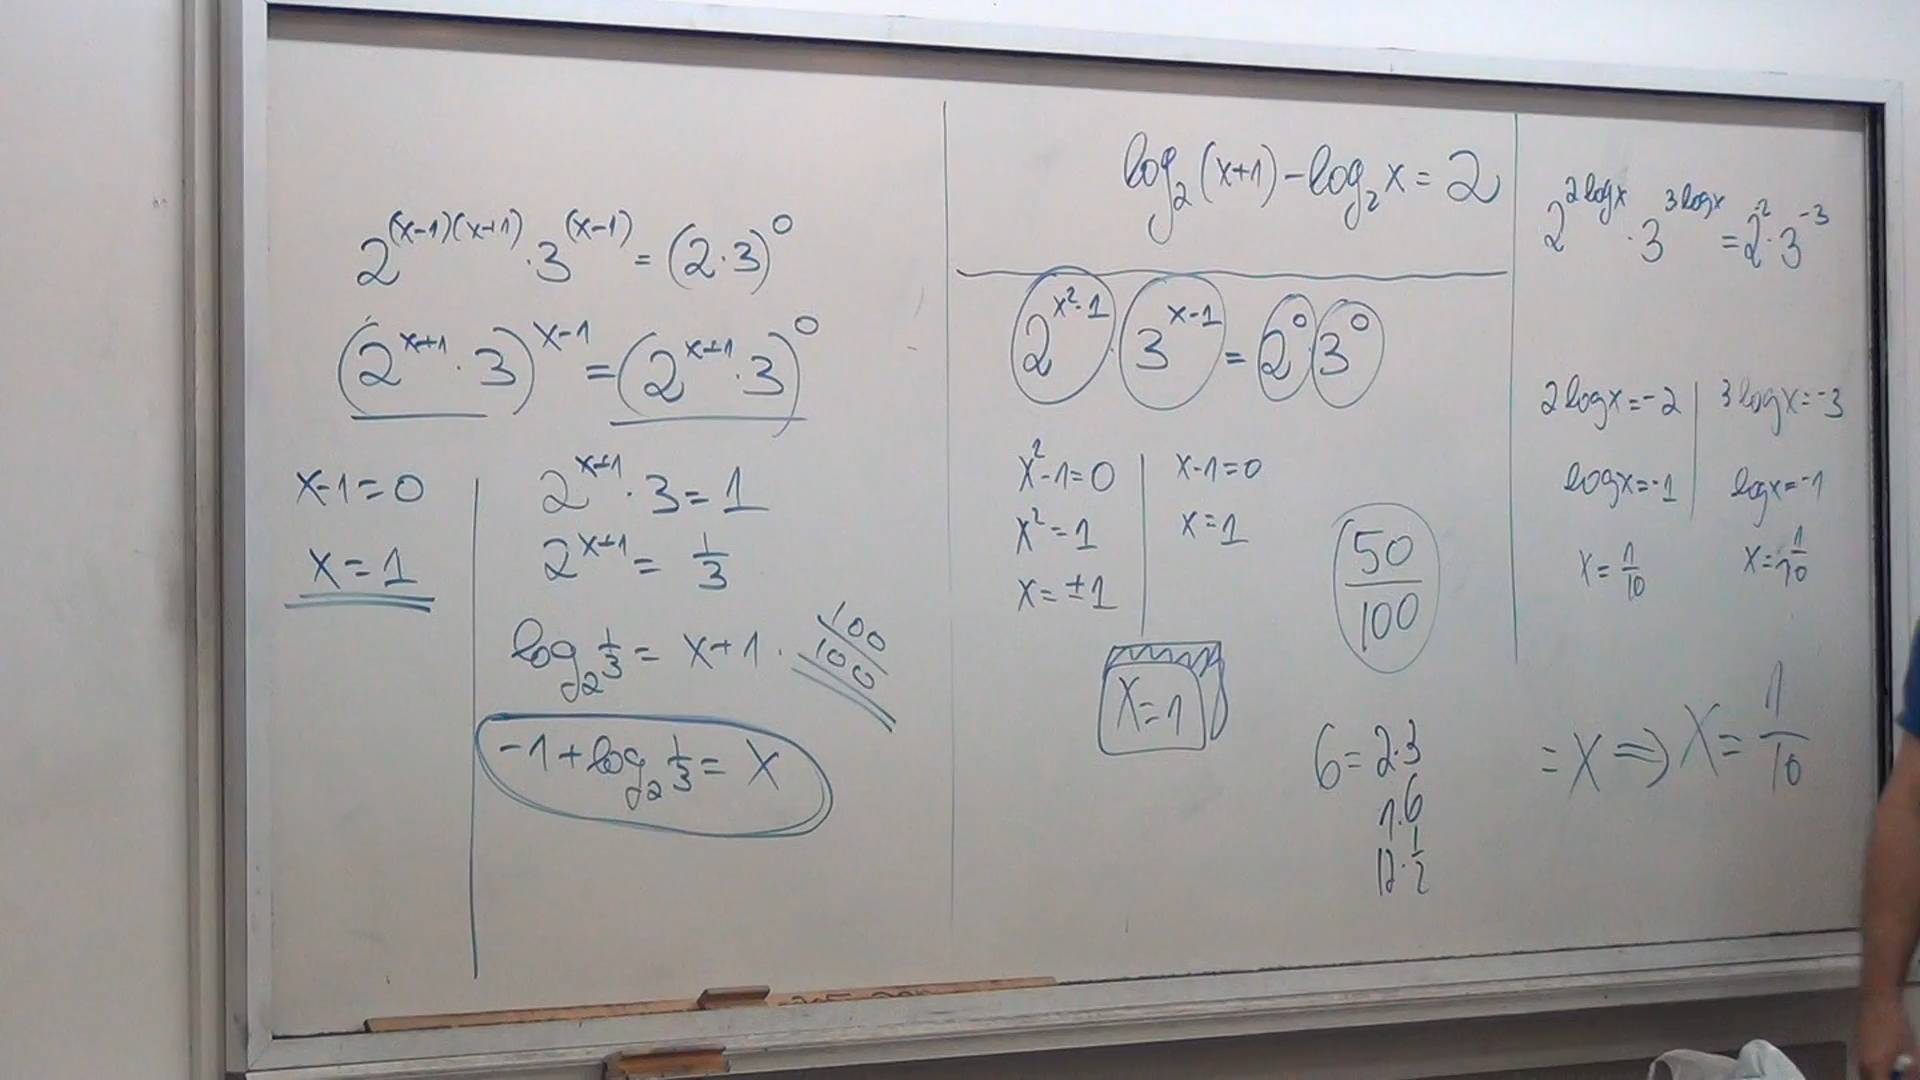 2^{(x-1)(x+1)} · 3^{(x-1)} = (2·3)^0
(2^{x+1} · 3)^{x-1} = (2^{x+1} · 3)^0
x-1=0
x=1
2^{x+1} · 3 = 1
2^{x+1} = 1/3
log_2 1/3 = x+1 .
100/100
-1+log_2 1/3 = x
log_2 (x+1) - log_2 x = 2
2^{x²-1} · 3^{x-1} = 2^0 · 3^0
x²-1=0
x²=1
x=±1
x-1=0
x=1
50/100
x=1
6=2·3
1·6
12·1/2
2^{2logx} · 3^{3logx} = 2^{-2} · 3^{-3}
2logx=-2
logx=-1
x=1/10
3logx=-3
logx=-1
x=1/10
=x ⇒ x=1/10